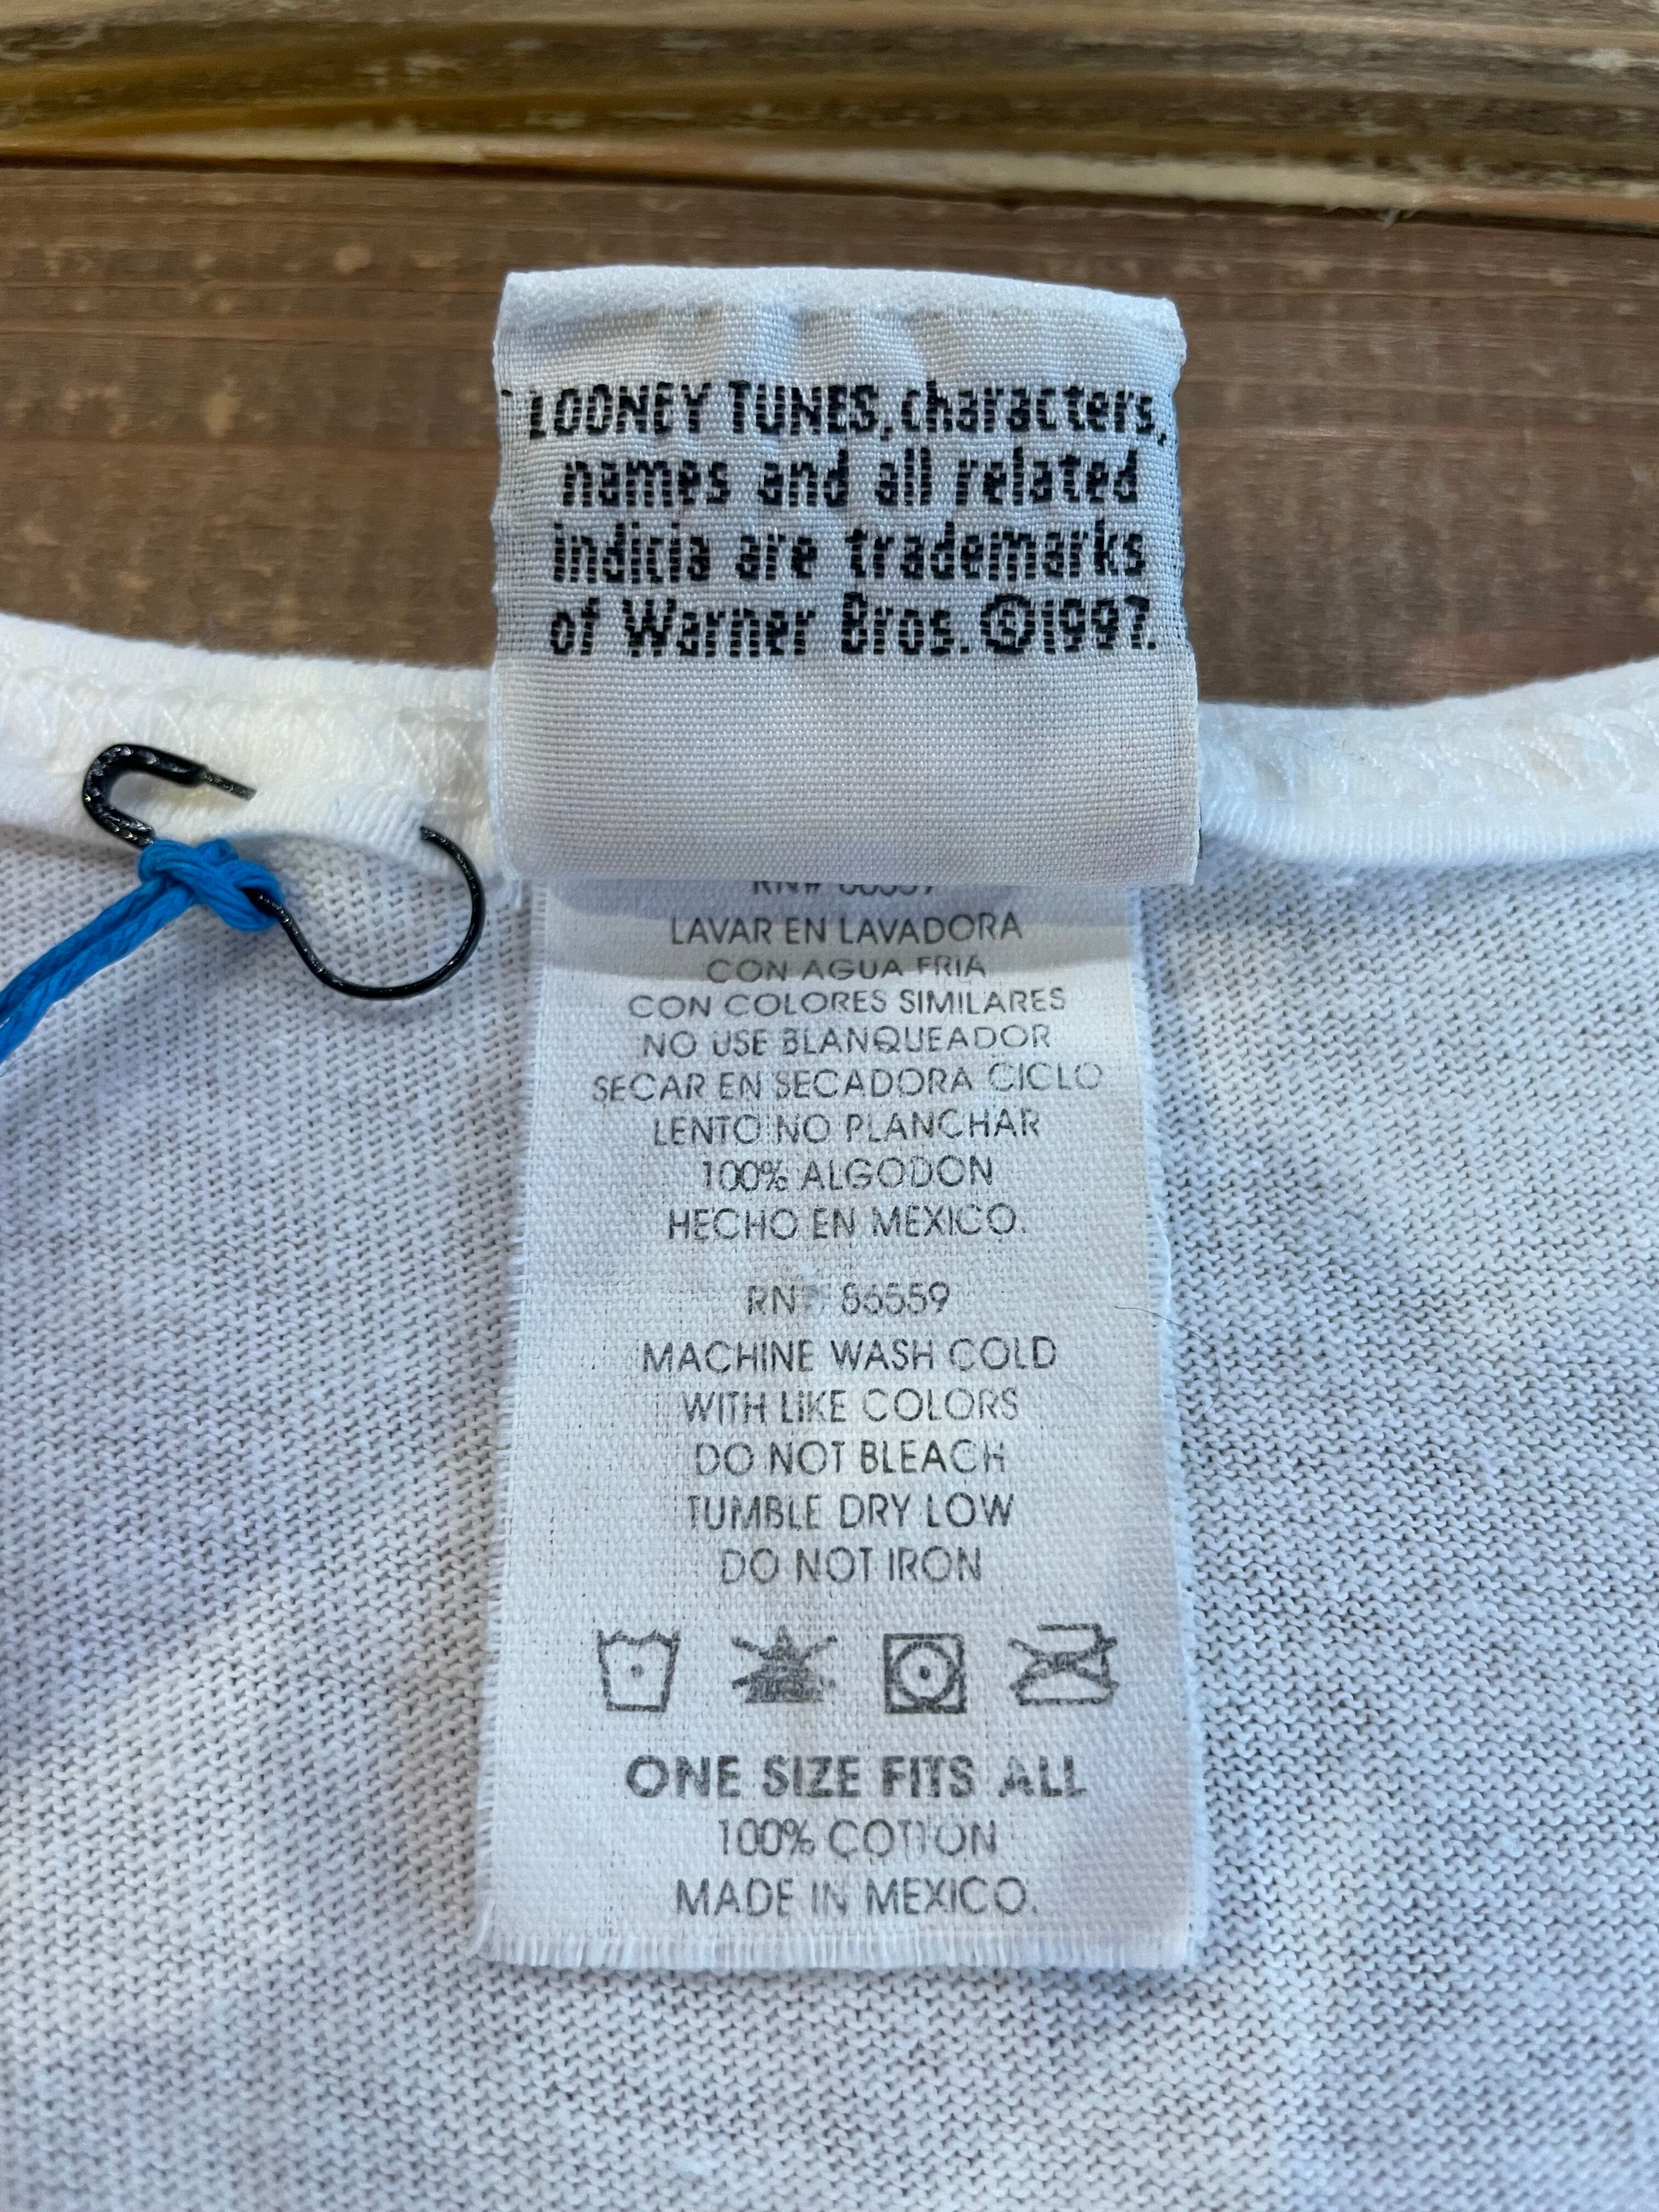 LOONEY TUNES, characters,
names and all related
indicia are trademarks
of Warner Bros. ©1997.
RN#
LAVAR EN LAVADORA
CON AGUA FRIA
CON COLORES SIMILARES
NO USE BLANQUEADOR
SECAR EN SECADORA CICLO
LENTO NO PLANCHAR
100% ALGODON
HECHO EN MEXICO.
RN# 86559
MACHINE WASH COLD
WITH LIKE COLORS
DO NOT BLEACH
TUMBLE DRY LOW
DO NOT IRON
ONE SIZE FITS ALL
100% COTTON
MADE IN MEXICO.